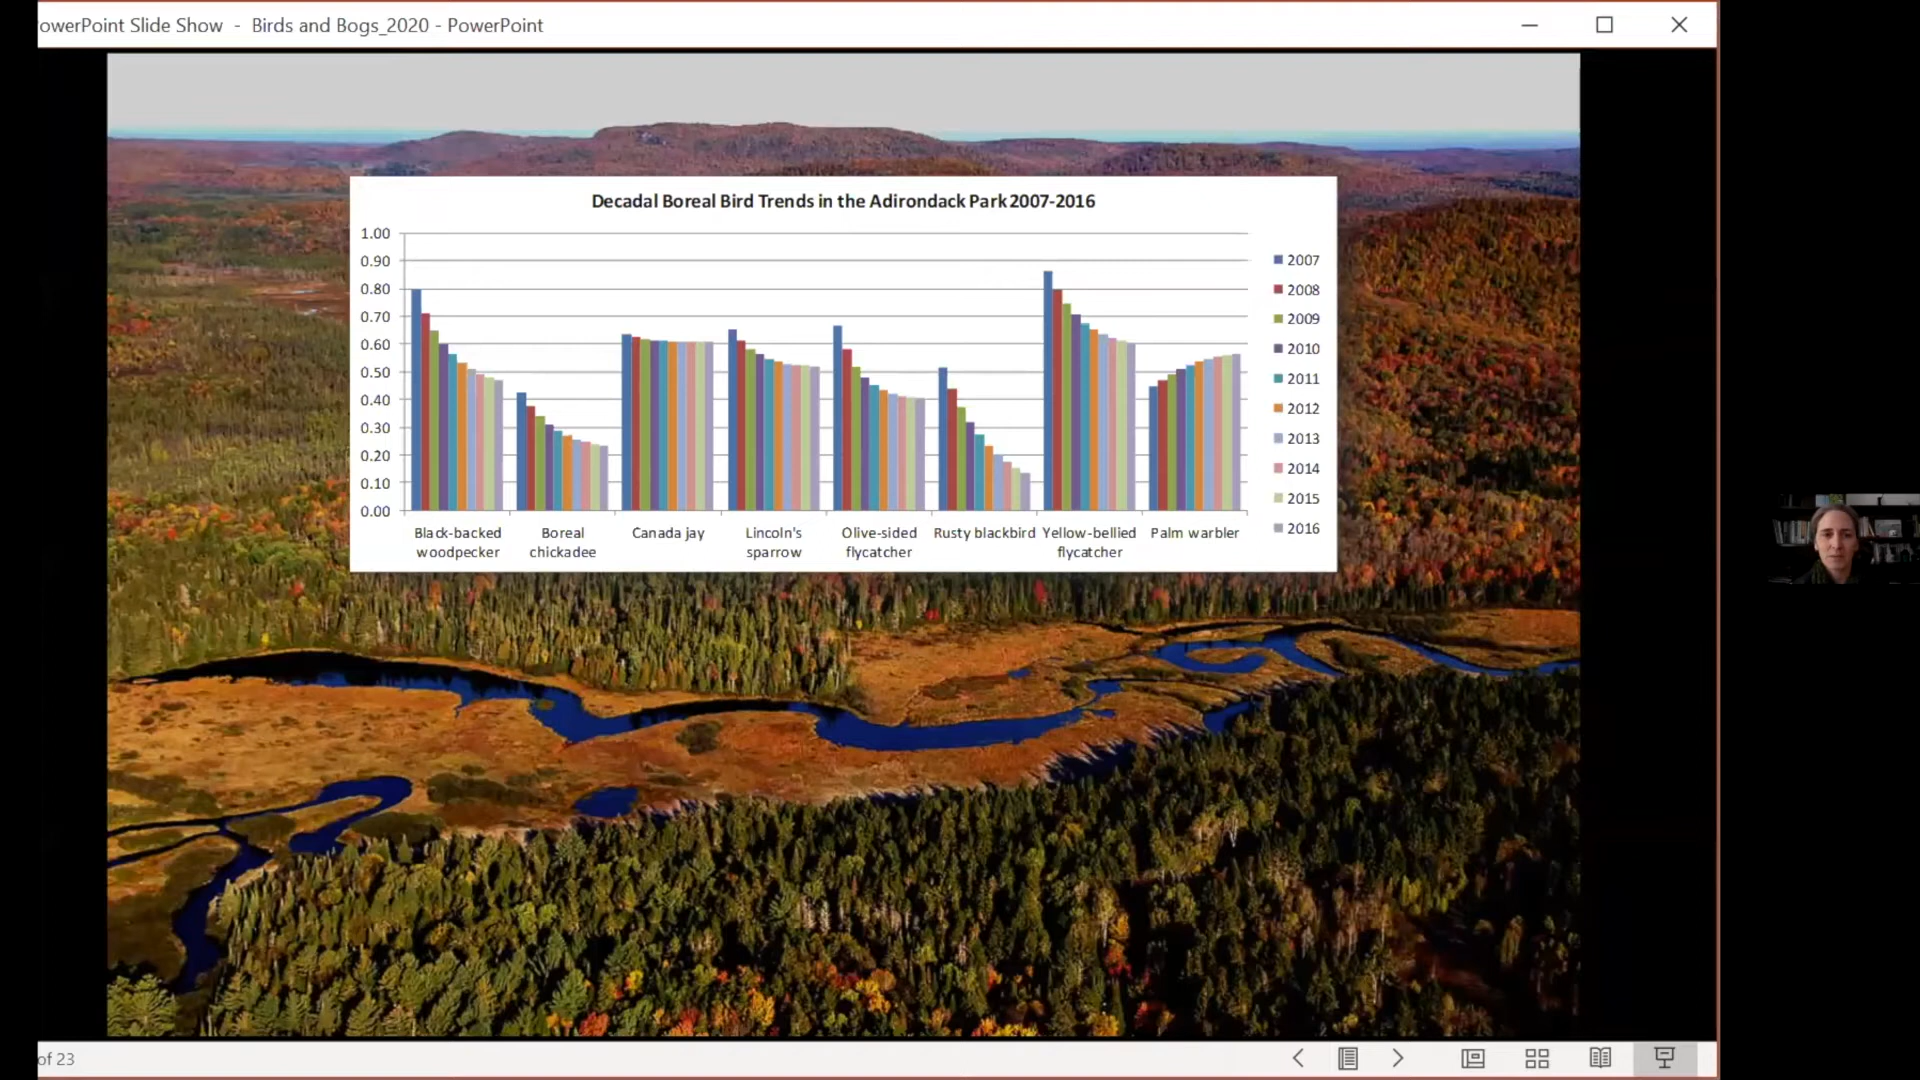 owerPoint Slide Show - Birds and Bogs_2020 - PowerPoint
Decadal Boreal Bird Trends in the Adirondack Park 2007-2016
1.00
0.90
0.80
0.70
0.60
0.50
0.40
0.30
0.20
0.10
0.00
2007
2008
2009
2010
2011
2012
2013
2014
2015
2016
Black-backed
woodpecker
Boreal
chickadee
Canada jay
Lincoln's
sparrow
Olive-sided
flycatcher
Rusty blackbird
Yellow-bellied
flycatcher
Palm warbler
of 23